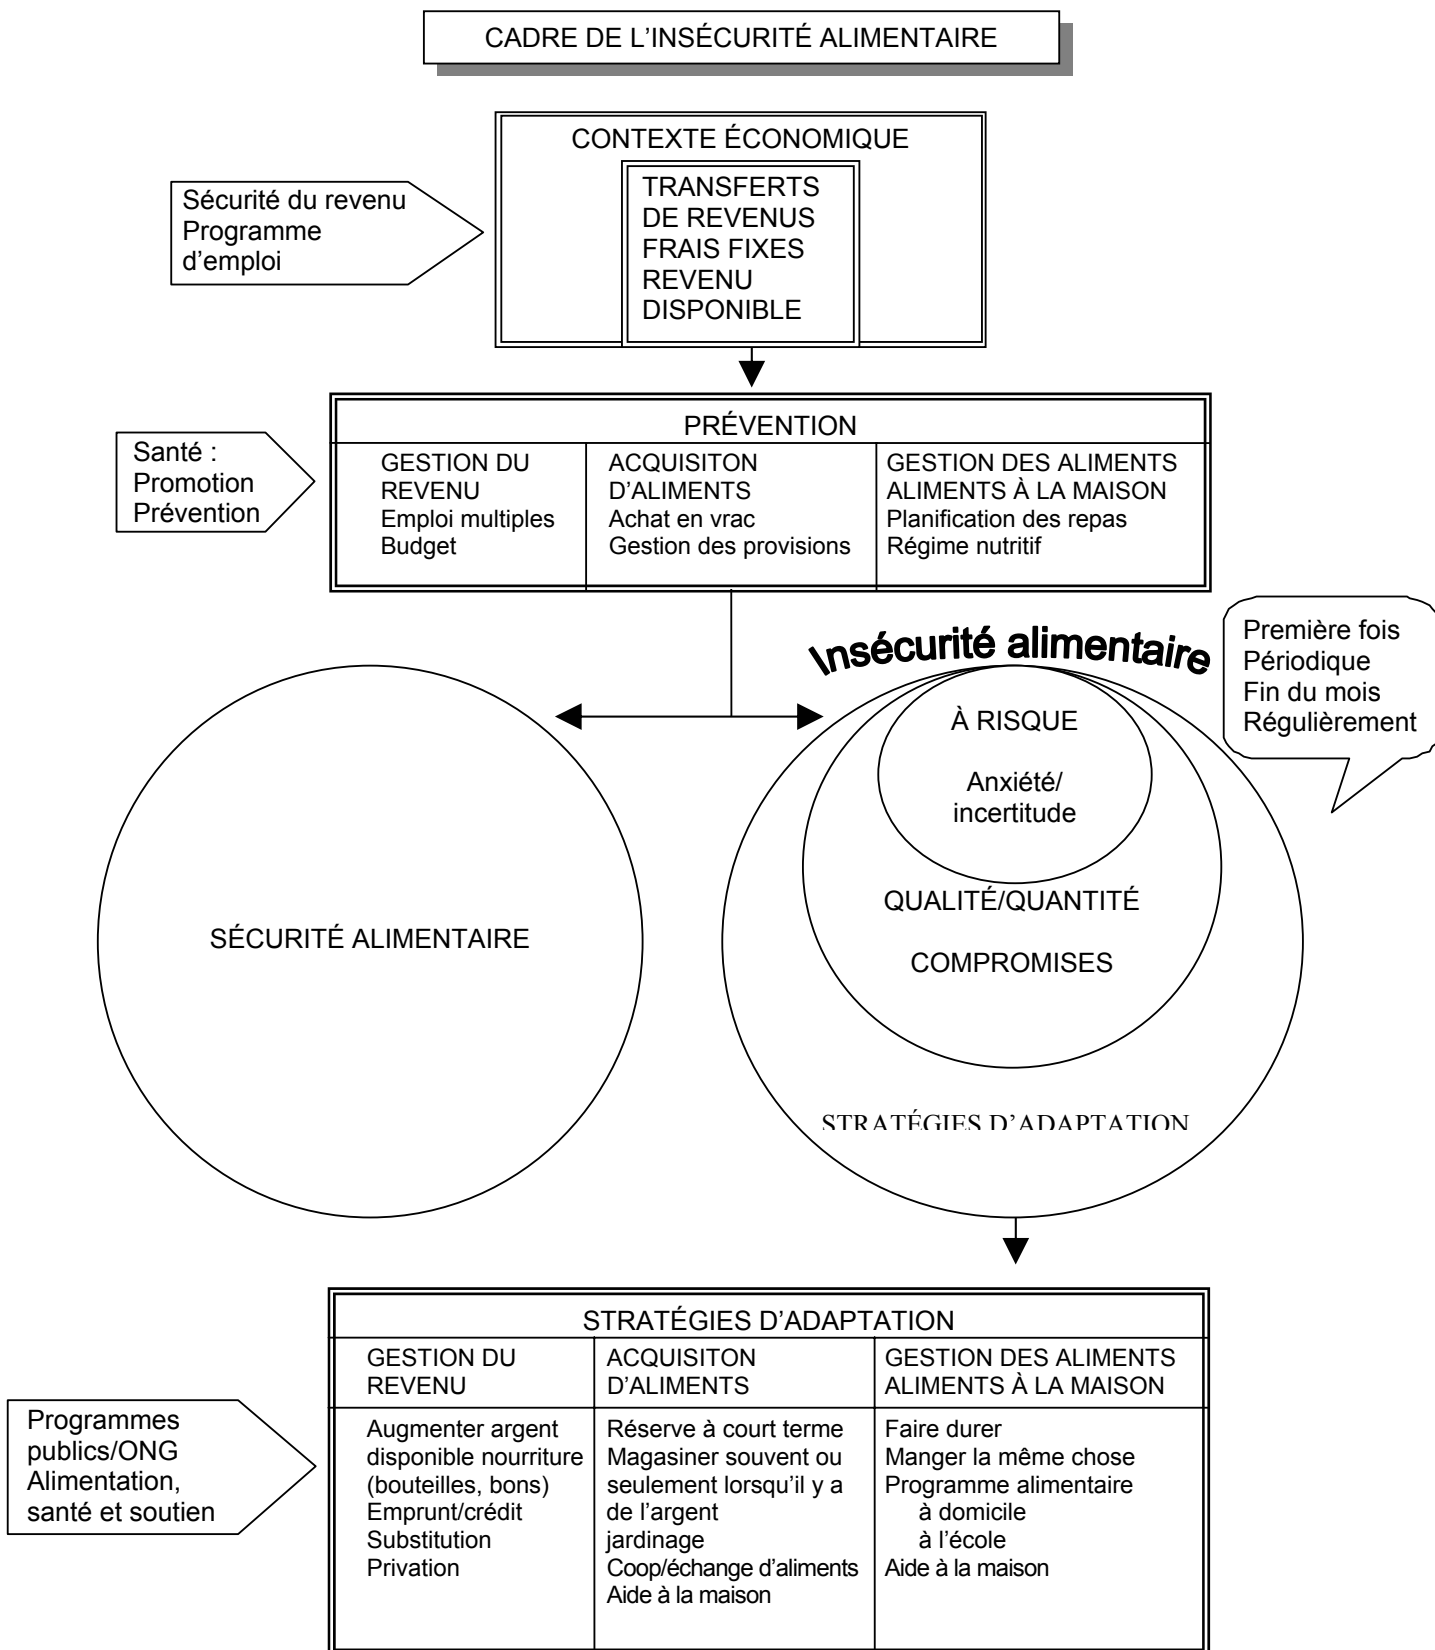 CADRE DE L’INSÉCURITÉ ALIMENTAIRE
CONTEXTE ÉCONOMIQUE
TRANSFERTS
DE REVENUS
FRAIS FIXES
REVENU
DISPONIBLE
Sécurité du revenu
Programme
d’emploi
PRÉVENTION
GESTION DU
REVENU
Emploi multiples
Budget
ACQUISITON
D’ALIMENTS
Achat en vrac
Gestion des provisions
GESTION DES ALIMENTS
ALIMENTS À LA MAISON
Planification des repas
Régime nutritif
Santé :
Promotion
Prévention
Insécurité alimentaire
Première fois
Périodique
Fin du mois
Régulièrement
À RISQUE
Anxiété/
incertitude
QUALITÉ/QUANTITÉ
COMPROMISES
SÉCURITÉ ALIMENTAIRE
STRATÉGIES D’ADAPTATION
STRATÉGIES D’ADAPTATION
GESTION DU
REVENU
ACQUISITON
D’ALIMENTS
GESTION DES ALIMENTS
ALIMENTS À LA MAISON
Augmenter argent
disponible nourriture
(bouteilles, bons)
Emprunt/crédit
Substitution
Privation
Réserve à court terme
Magasiner souvent ou
seulement lorsqu’il y a
de l’argent
jardinage
Coop/échange d’aliments
Aide à la maison
Faire durer
Manger la même chose
Programme alimentaire
à domicile
à l’école
Aide à la maison
Programmes
publics/ONG
Alimentation,
santé et soutien